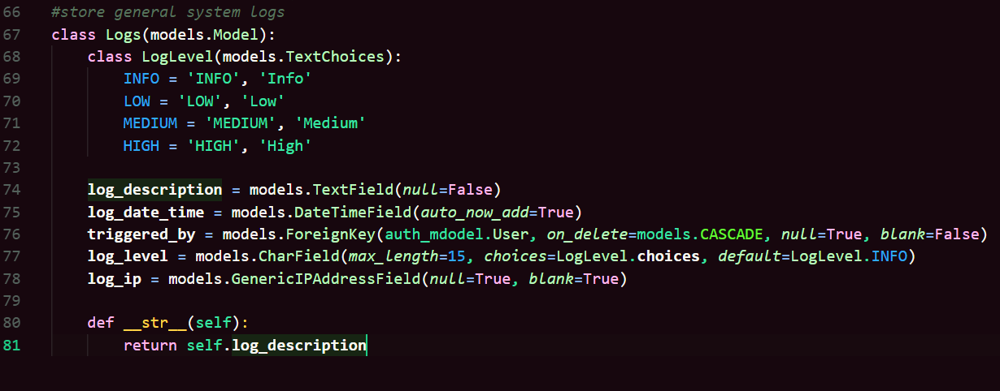 66 #store general system logs
67 class Logs(models.Model):
68     class LogLevel(models.TextChoices):
69         INFO = 'INFO', 'Info'
70         LOW = 'LOW', 'Low'
71         MEDIUM = 'MEDIUM', 'Medium'
72         HIGH = 'HIGH', 'High'
73
74     log_description = models.TextField(null=False)
75     log_date_time = models.DateTimeField(auto_now_add=True)
76     triggered_by = models.ForeignKey(auth_mdodel.User, on_delete=models.CASCADE, null=True, blank=False)
77     log_level = models.CharField(max_length=15, choices=LogLevel.choices, default=LogLevel.INFO)
78     log_ip = models.GenericIPAddressField(null=True, blank=True)
79
80     def __str__(self):
81         return self.log_description